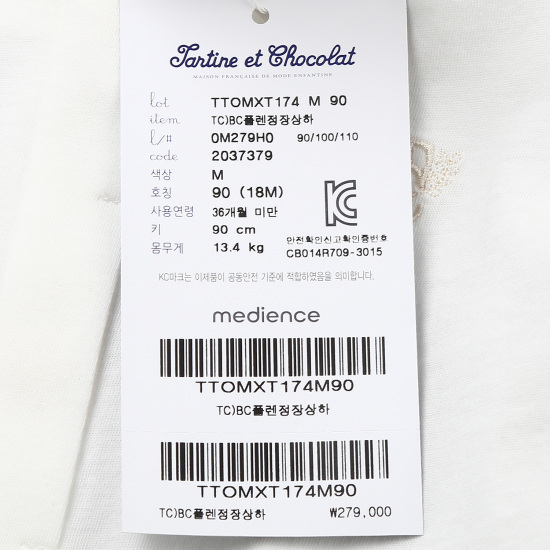 Tartine et Chocolat
MAISON FRANÇAISE DE MODE ENFANTINE
lot TTOMXT174 M 90
item TC)BC플렌정장상하
l/# 0M279H0 90/100/110
code 2037379
색상 M
호칭 90 (18M)
사용연령 36개월 미만
키 90 cm
몸무게 13.4 kg
안전확인신고확인증번호
CB014R709-3015
KC마크는 이제품이 공동안전 기준에 적합하였음을 의미합니다.
medience
TTOMXT174M90
TC)BC플렌정장상하
TTOMXT174M90
TC)BC플렌정장상하 ₩279,000